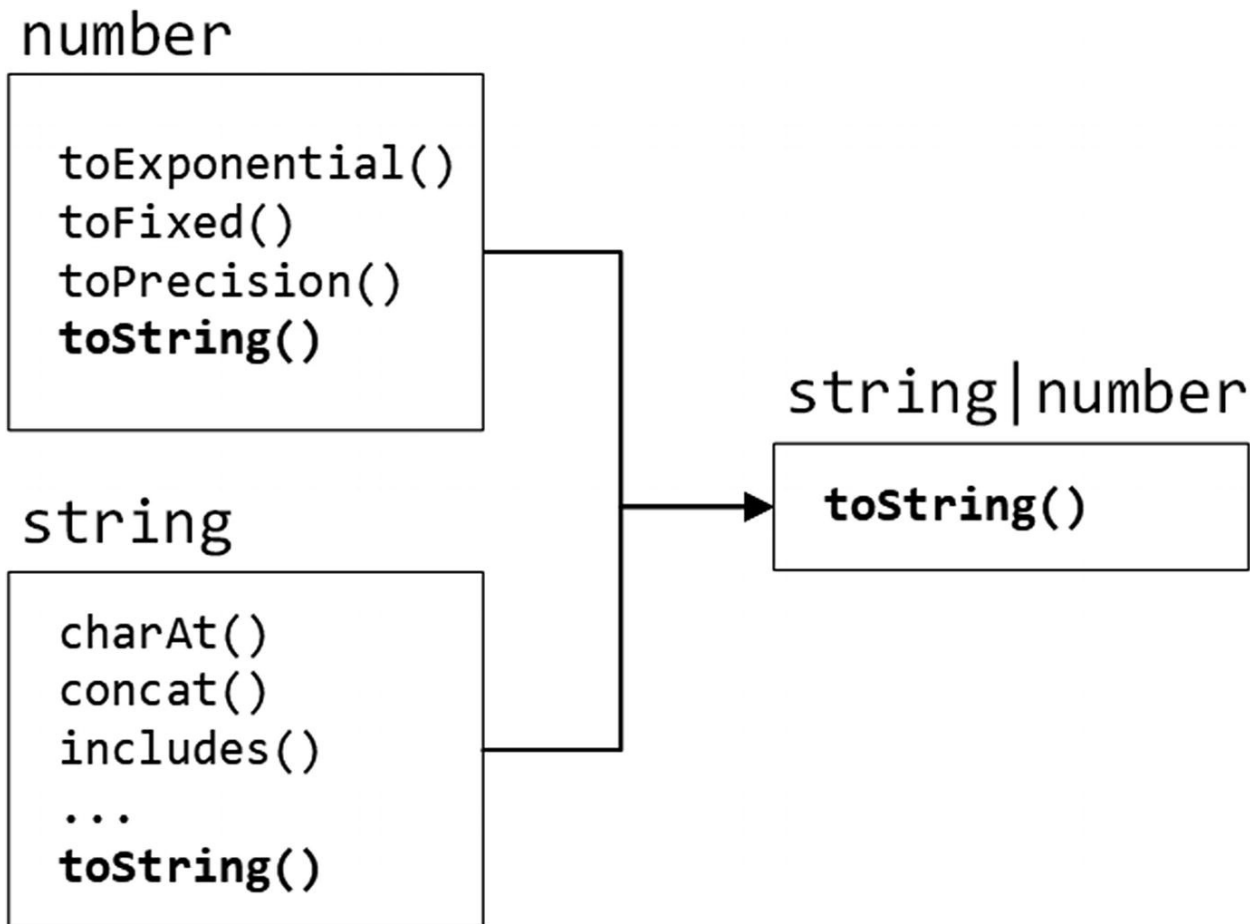 number
toExponential()
toFixed()
toPrecision()
toString()
string
charAt()
concat()
includes()
...
toString()
string|number
toString()